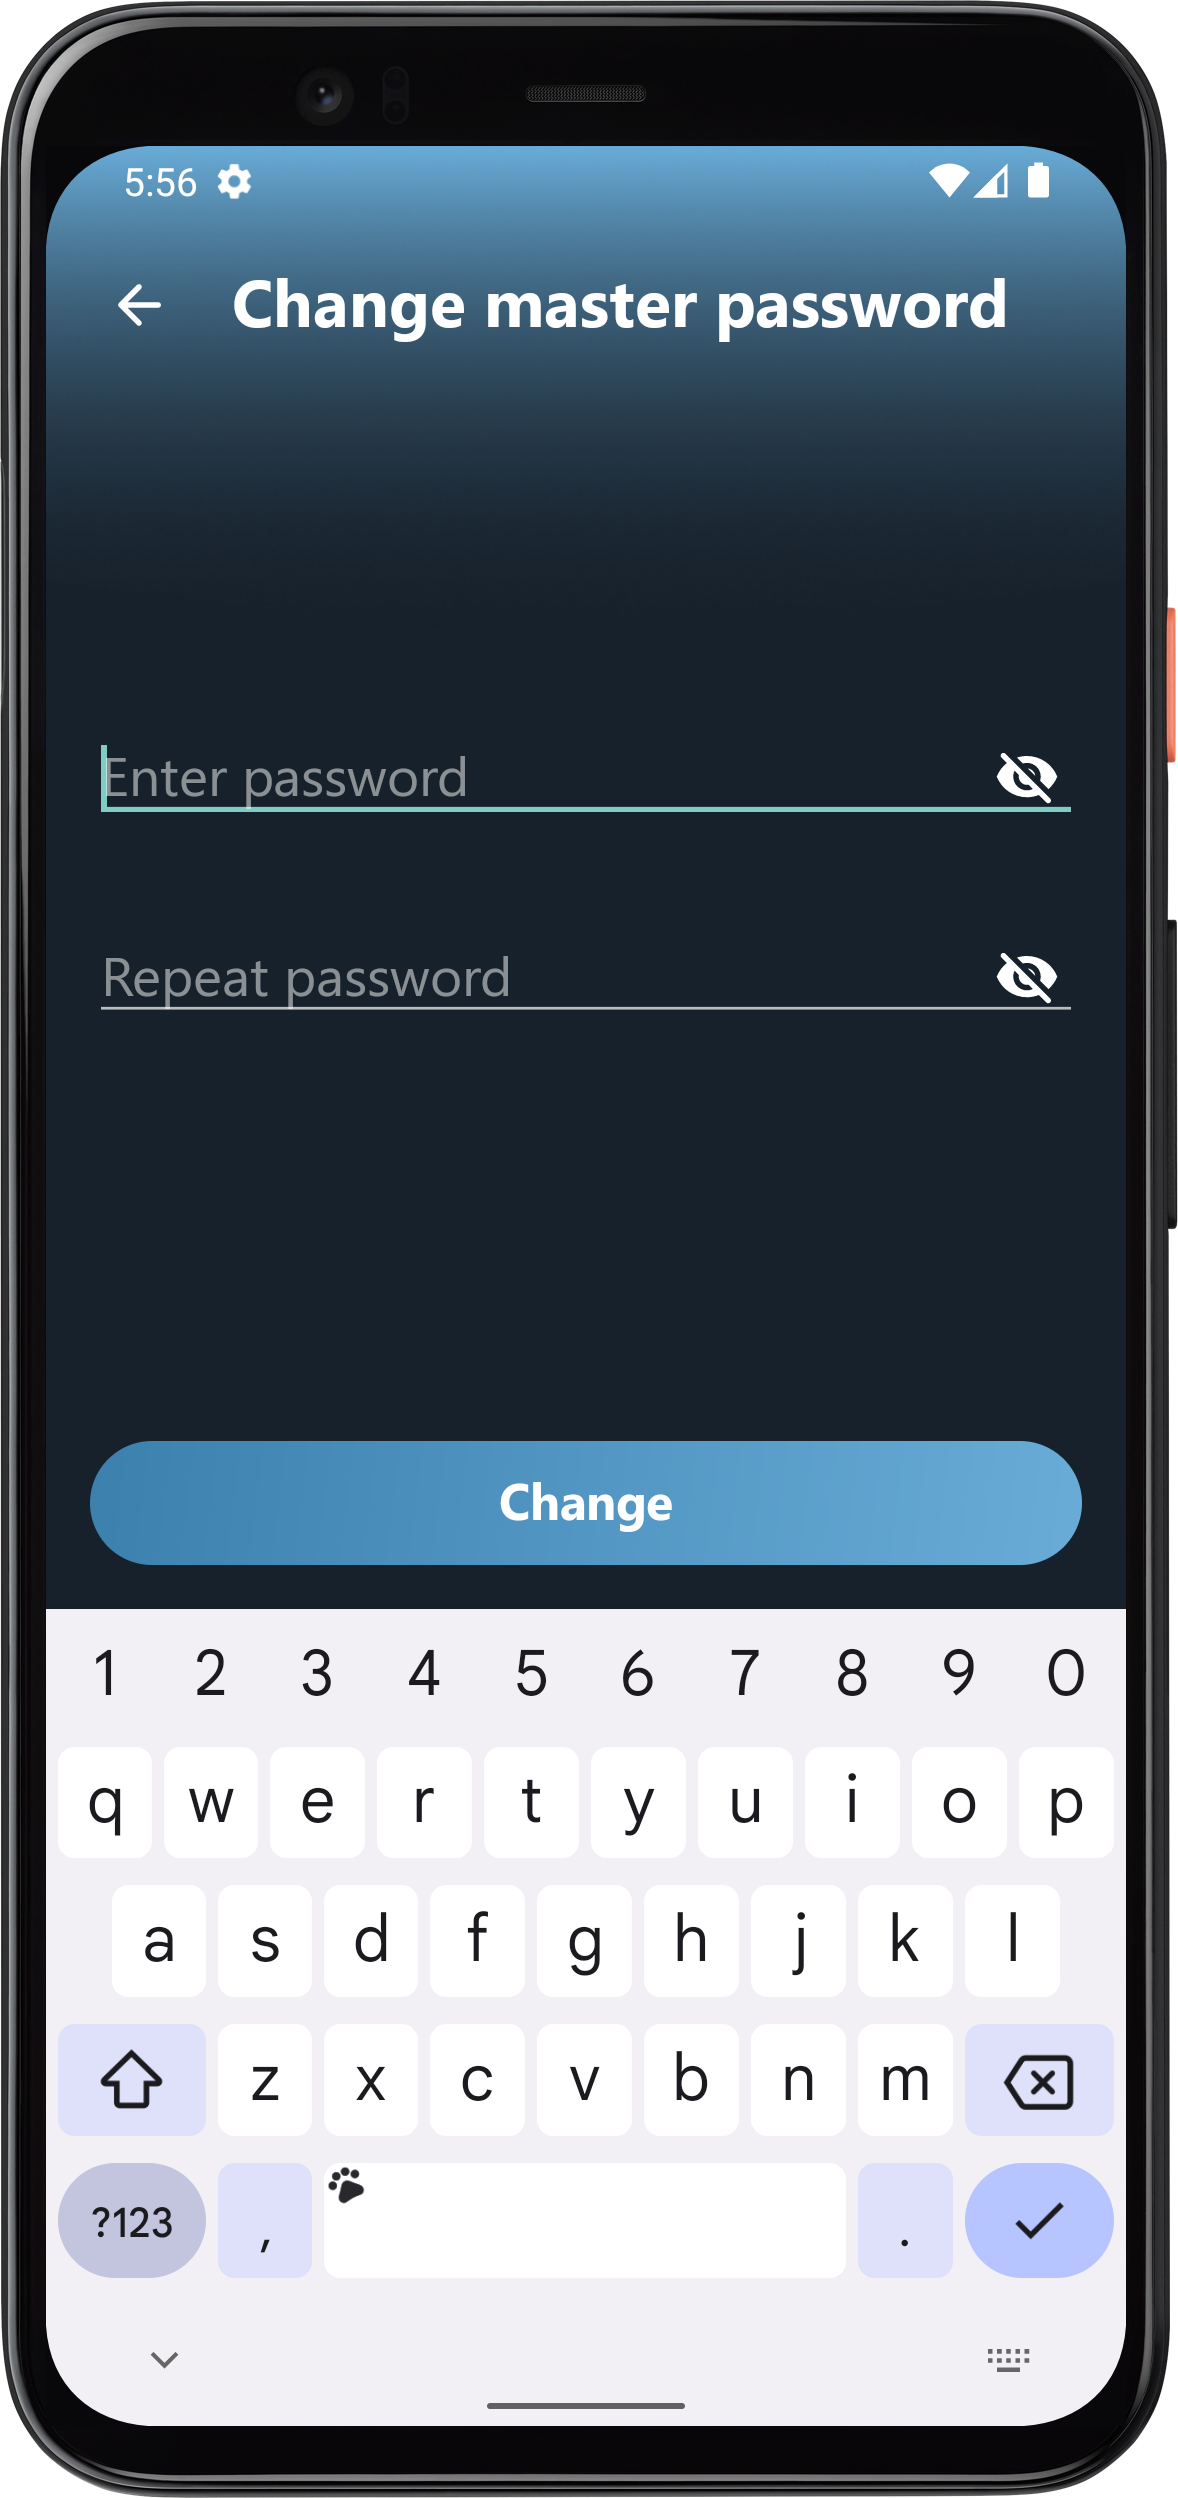 5:56
Change master password
Enter password
Repeat password
Change
1 2 3 4 5 6 7 8 9 0
q w e r t y u i o p
a s d f g h j k l
z x c v b n m
?123 , .